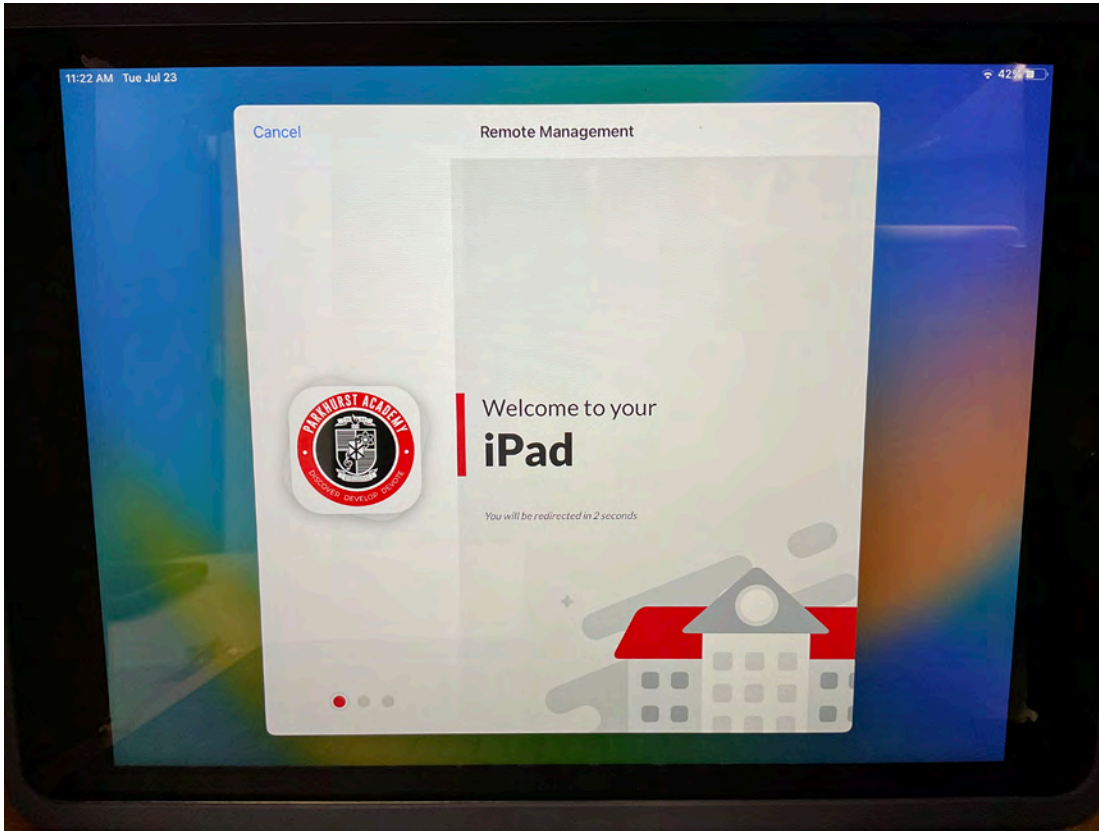 11:22 AM Tue Jul 23
42%
Cancel
Remote Management
PARKHURST ACADEMY
DISCOVER DEVELOP DEVOTE
Welcome to your
iPad
You will be redirected in 2 seconds